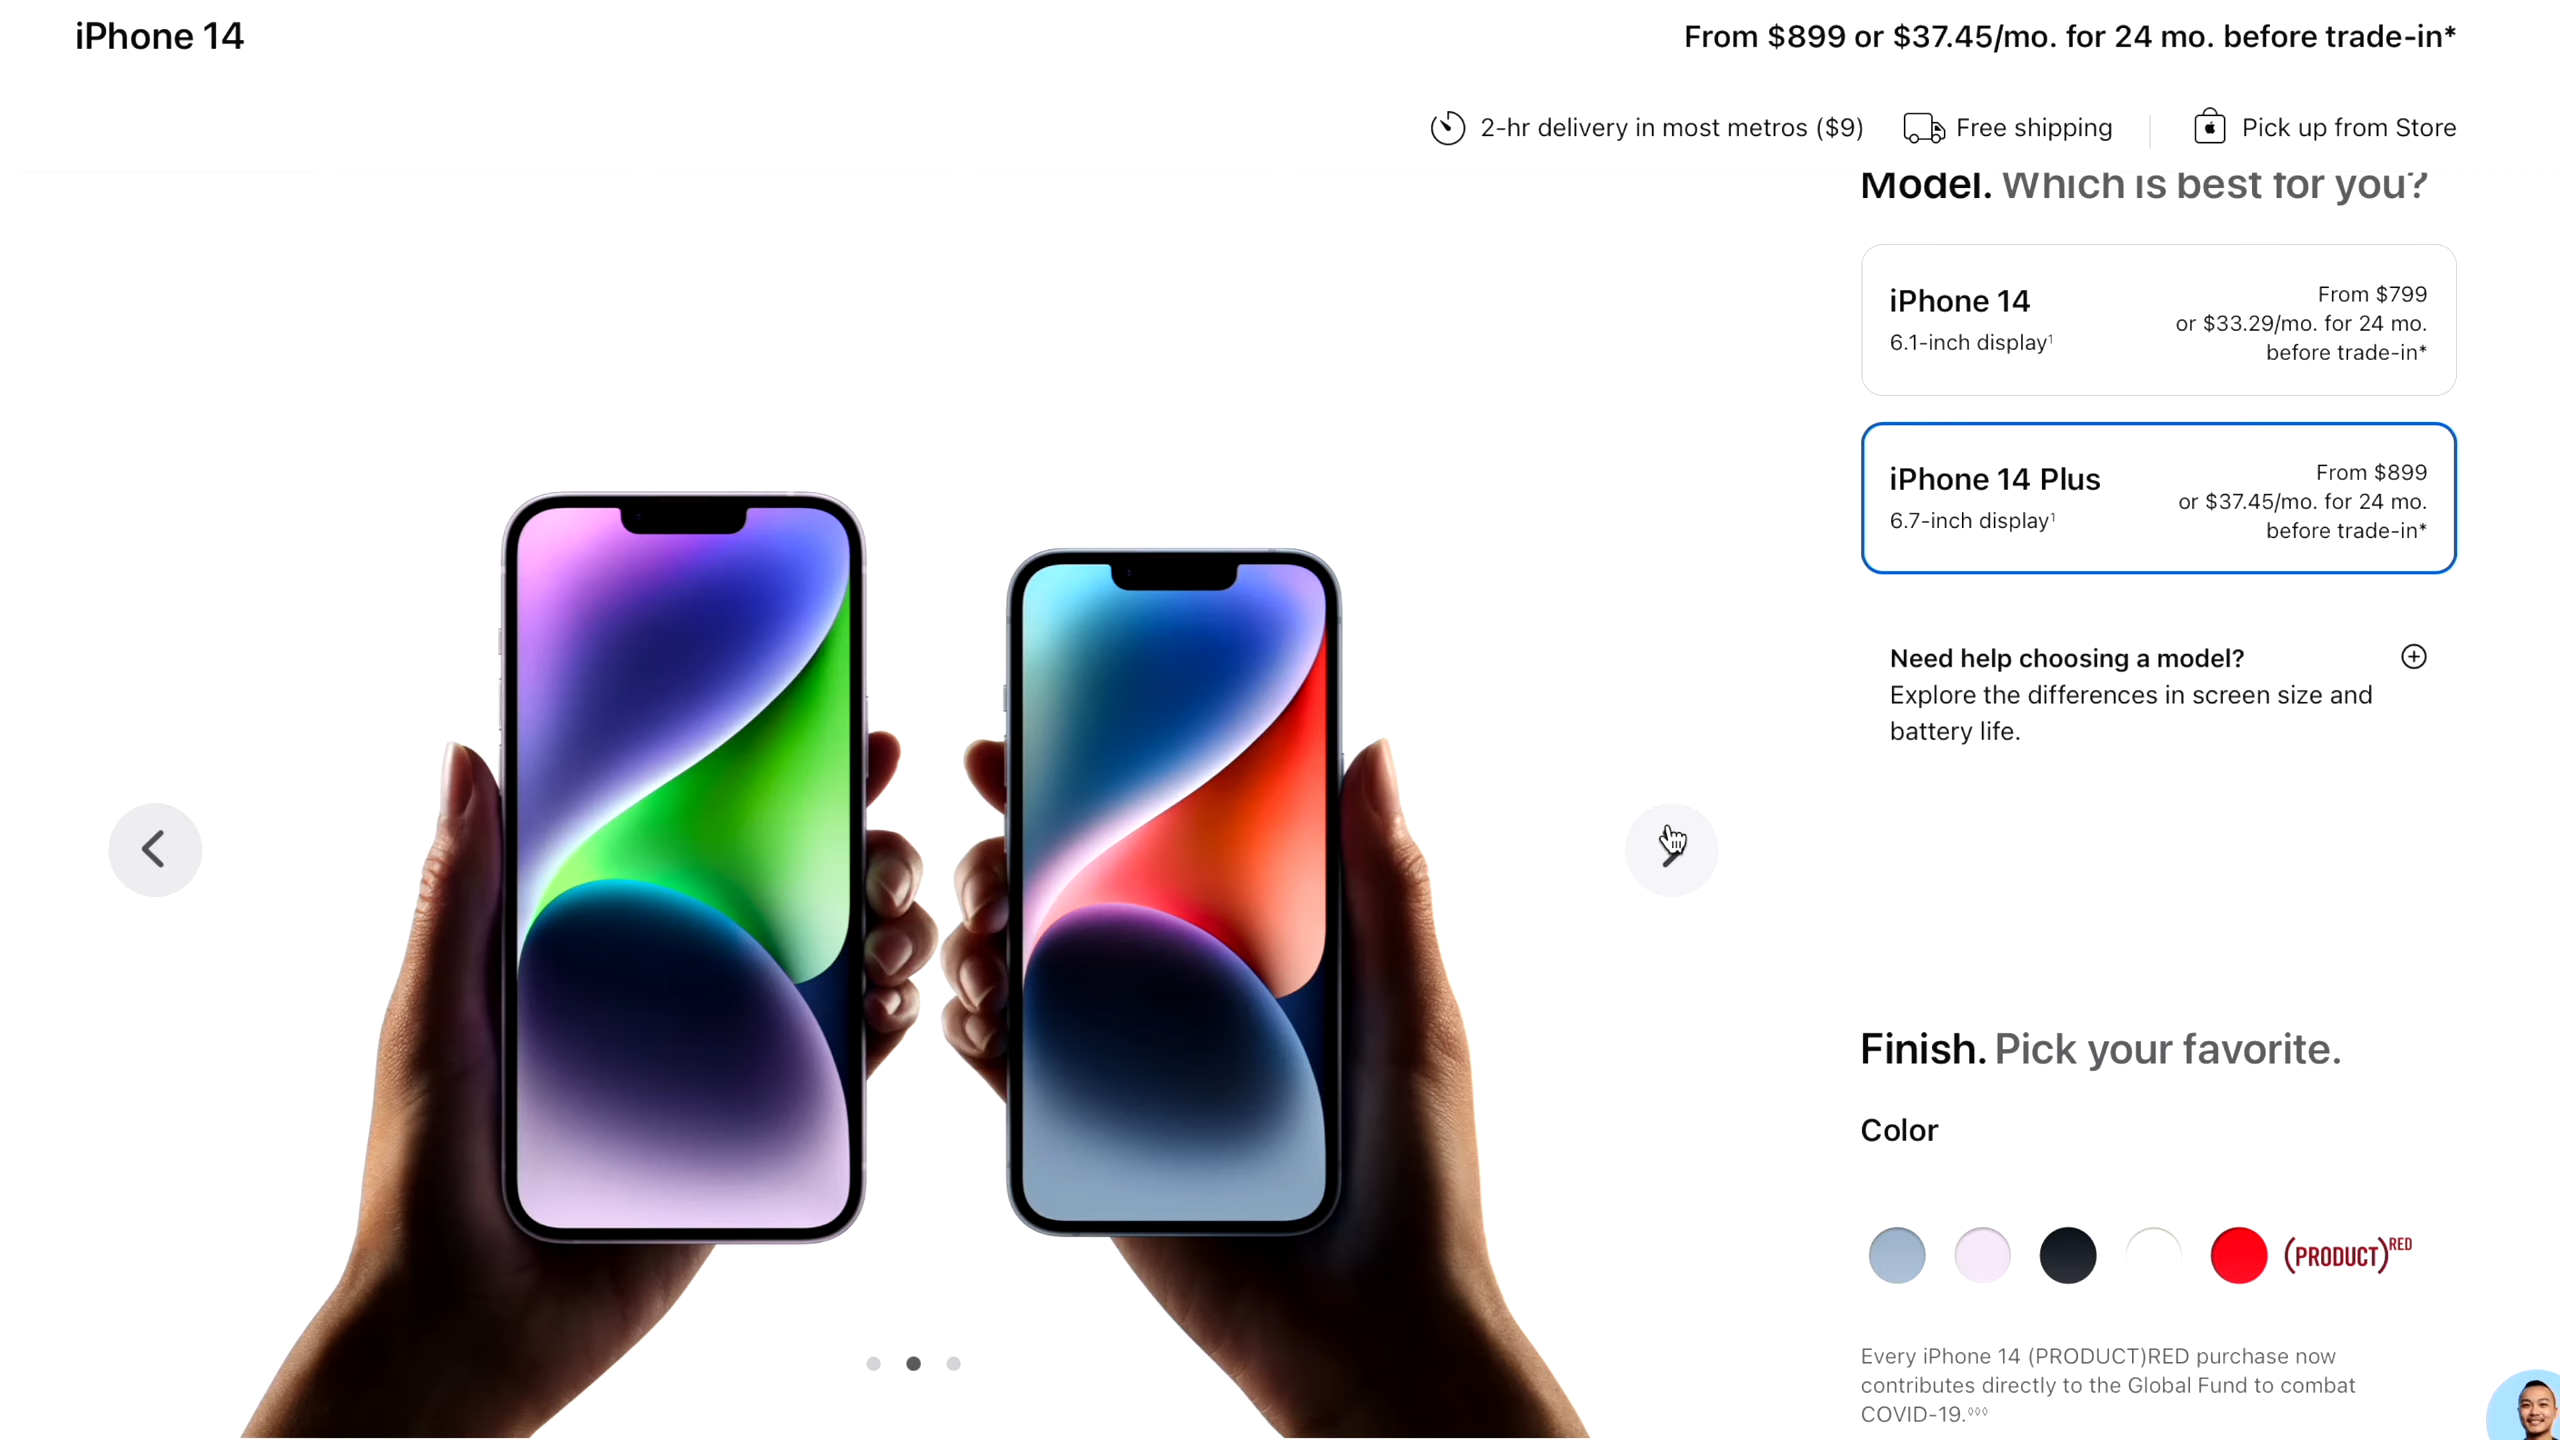 iPhone 14
From $899 or $37.45/mo. for 24 mo. before trade-in*
2-hr delivery in most metros ($9)
Free shipping
Pick up from Store
Model. Which is best for you?
iPhone 14
6.1-inch display¹
From $799
or $33.29/mo. for 24 mo.
before trade-in*
iPhone 14 Plus
6.7-inch display¹
From $899
or $37.45/mo. for 24 mo.
before trade-in*
Need help choosing a model?
Explore the differences in screen size and
battery life.
Finish. Pick your favorite.
Color
(PRODUCT)RED
Every iPhone 14 (PRODUCT)RED purchase now
contributes directly to the Global Fund to combat
COVID-19.◊◊◊